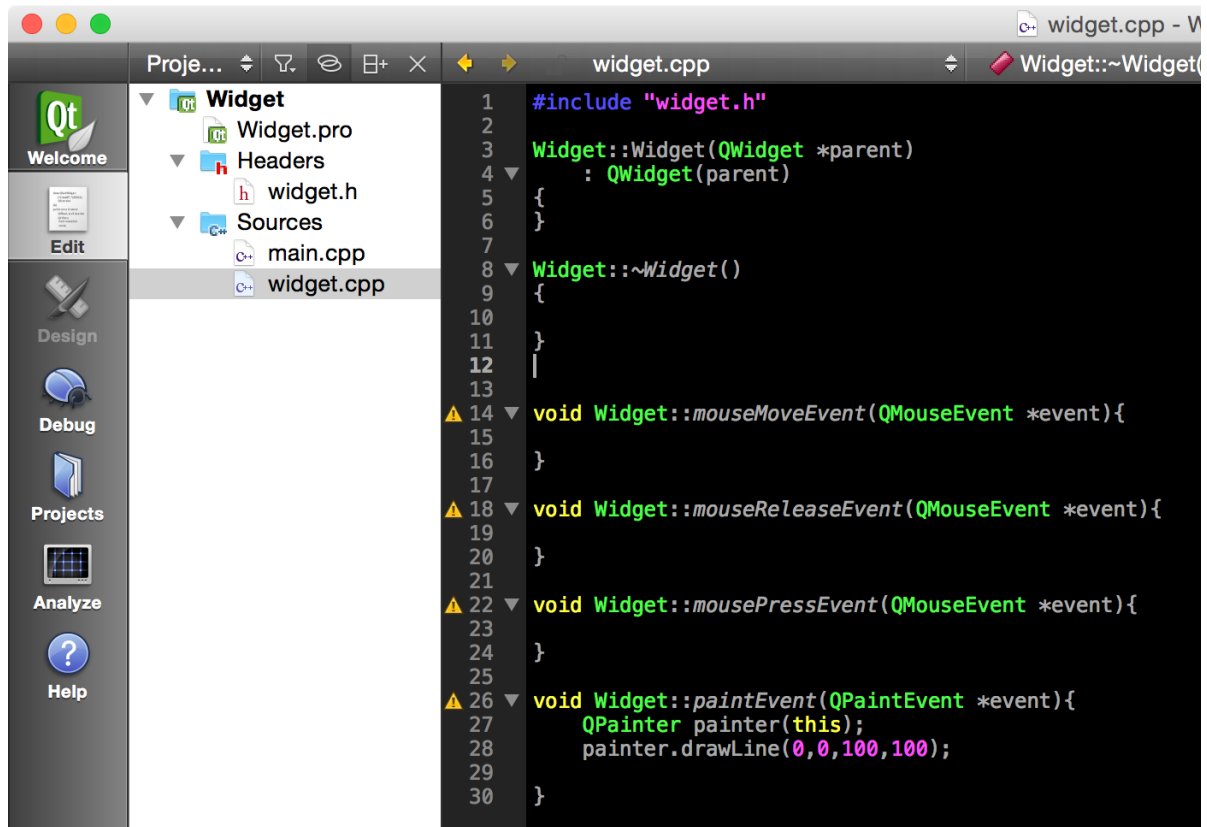 widget.cpp - W
Proje...
widget.cpp
Widget::~Widget(
Qt
Welcome
Edit
Design
Debug
Projects
Analyze
?
Help
Widget
Widget.pro
Headers
h widget.h
Sources
C++ main.cpp
C++ widget.cpp
1 #include "widget.h"
2
3 Widget::Widget(QWidget *parent)
4 : QWidget(parent)
5 {
6 }
7
8 Widget::~Widget()
9 {
10
11 }
12
13
14 void Widget::mouseMoveEvent(QMouseEvent *event){
15
16 }
17
18 void Widget::mouseReleaseEvent(QMouseEvent *event){
19
20 }
21
22 void Widget::mousePressEvent(QMouseEvent *event){
23
24 }
25
26 void Widget::paintEvent(QPaintEvent *event){
27 QPainter painter(this);
28 painter.drawLine(0,0,100,100);
29
30 }